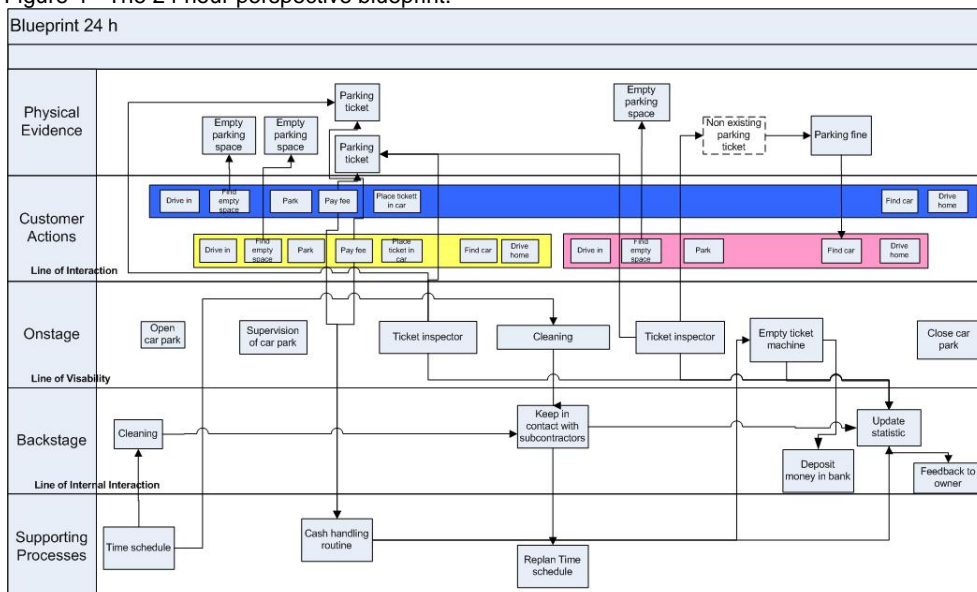 Figure 4 - The 24 hour perspective blueprint.
Blueprint 24 h
Physical
Evidence
Empty
parking
space
Empty
parking
space
Parking
ticket
Parking
ticket
Empty
parking
space
Non existing
parking
ticket
Parking fine
Customer
Actions
Drive in
Find
empty
space
Park
Pay fee
Place tickett
in car
Find car
Drive
home
Drive in
Find
empty
space
Park
Pay fee
Place
ticket in
car
Find car
Drive
home
Drive in
Find
empty
space
Park
Find car
Drive
home
Line of Interaction
Onstage
Open
car park
Supervision
of car park
Ticket inspector
Cleaning
Ticket inspector
Empty ticket
machine
Close car
park
Line of Visability
Backstage
Cleaning
Keep in
contact with
subcontractors
Update
statistic
Deposit
money in bank
Feedback to
owner
Line of Internal Interaction
Supporting
Processes
Time schedule
Cash handling
routine
Replan Time
schedule